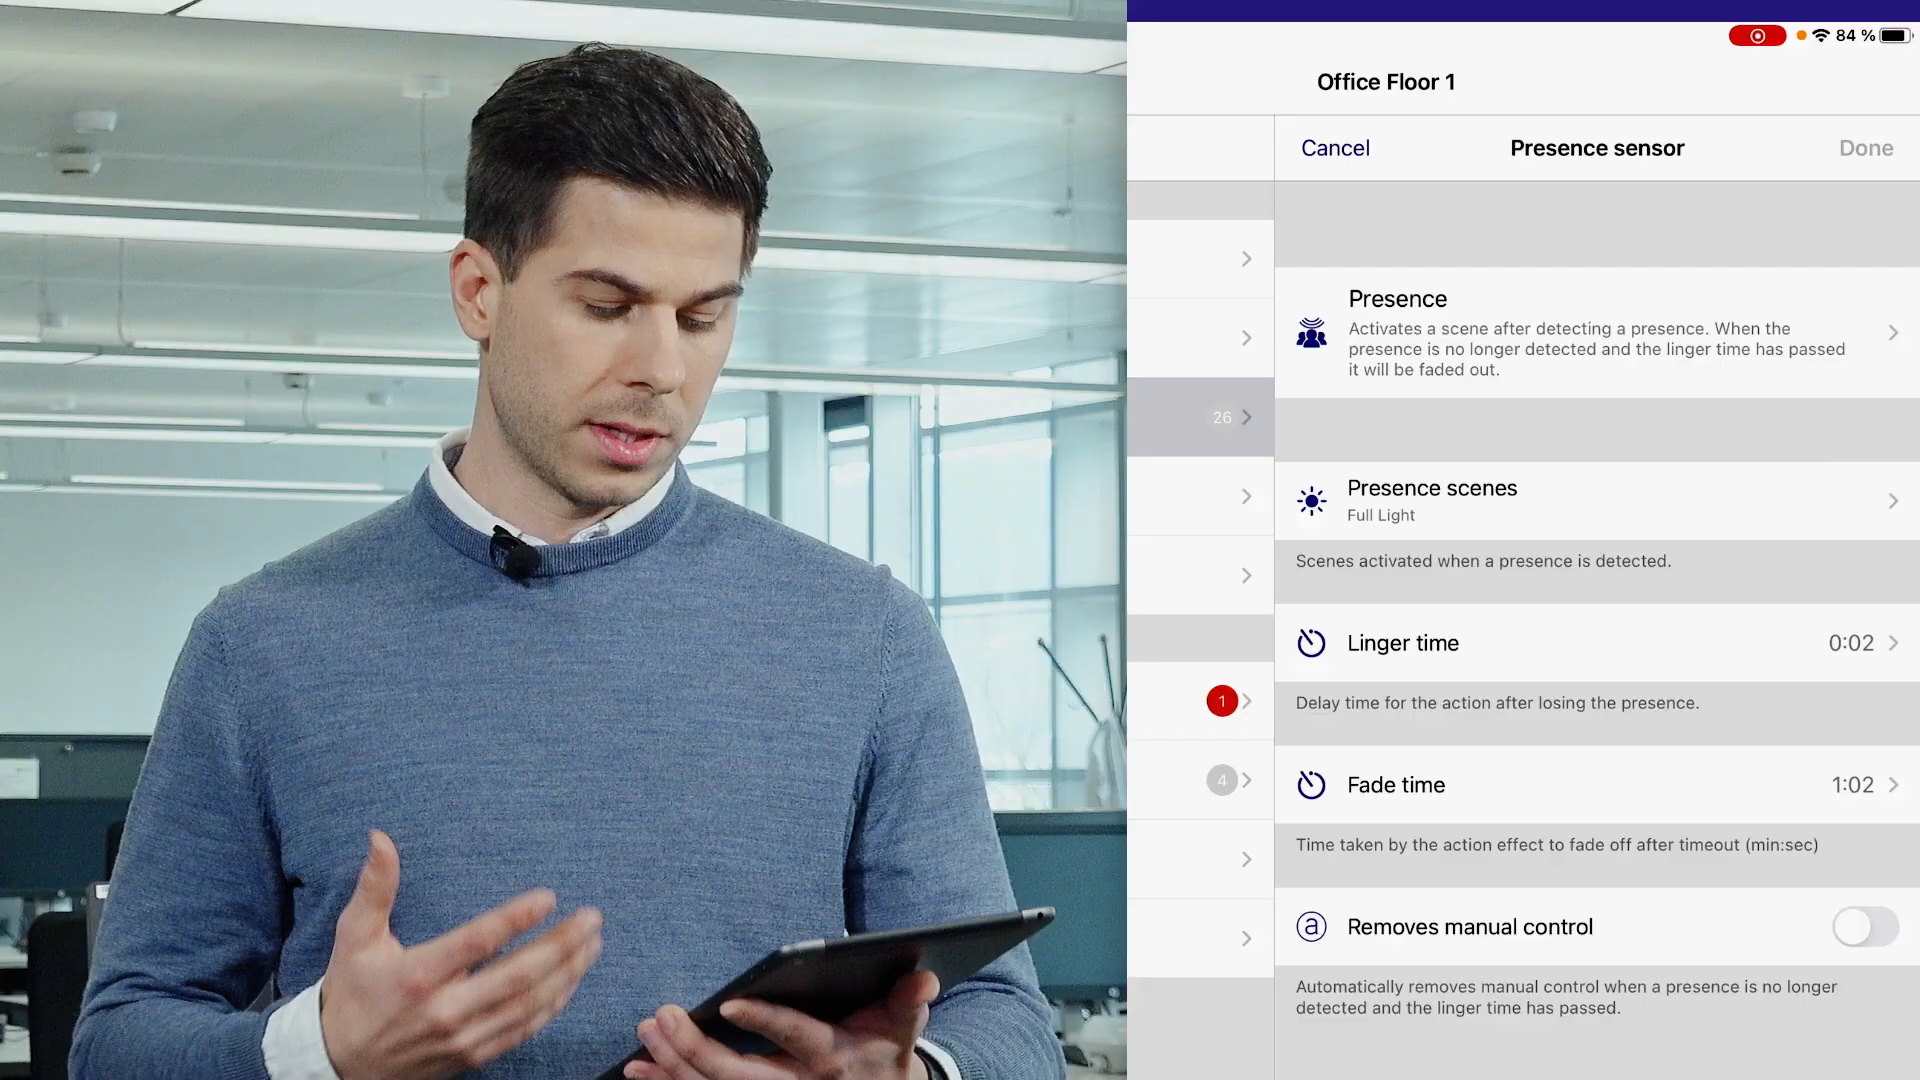 84 %
Office Floor 1
Cancel
Presence sensor
Done
Presence
Activates a scene after detecting a presence. When the
presence is no longer detected and the linger time has passed
it will be faded out.
26
Presence scenes
Full Light
Scenes activated when a presence is detected.
Linger time
0:02
1
Delay time for the action after losing the presence.
4
Fade time
1:02
Time taken by the action effect to fade off after timeout (min:sec)
a
Removes manual control
Automatically removes manual control when a presence is no longer
detected and the linger time has passed.